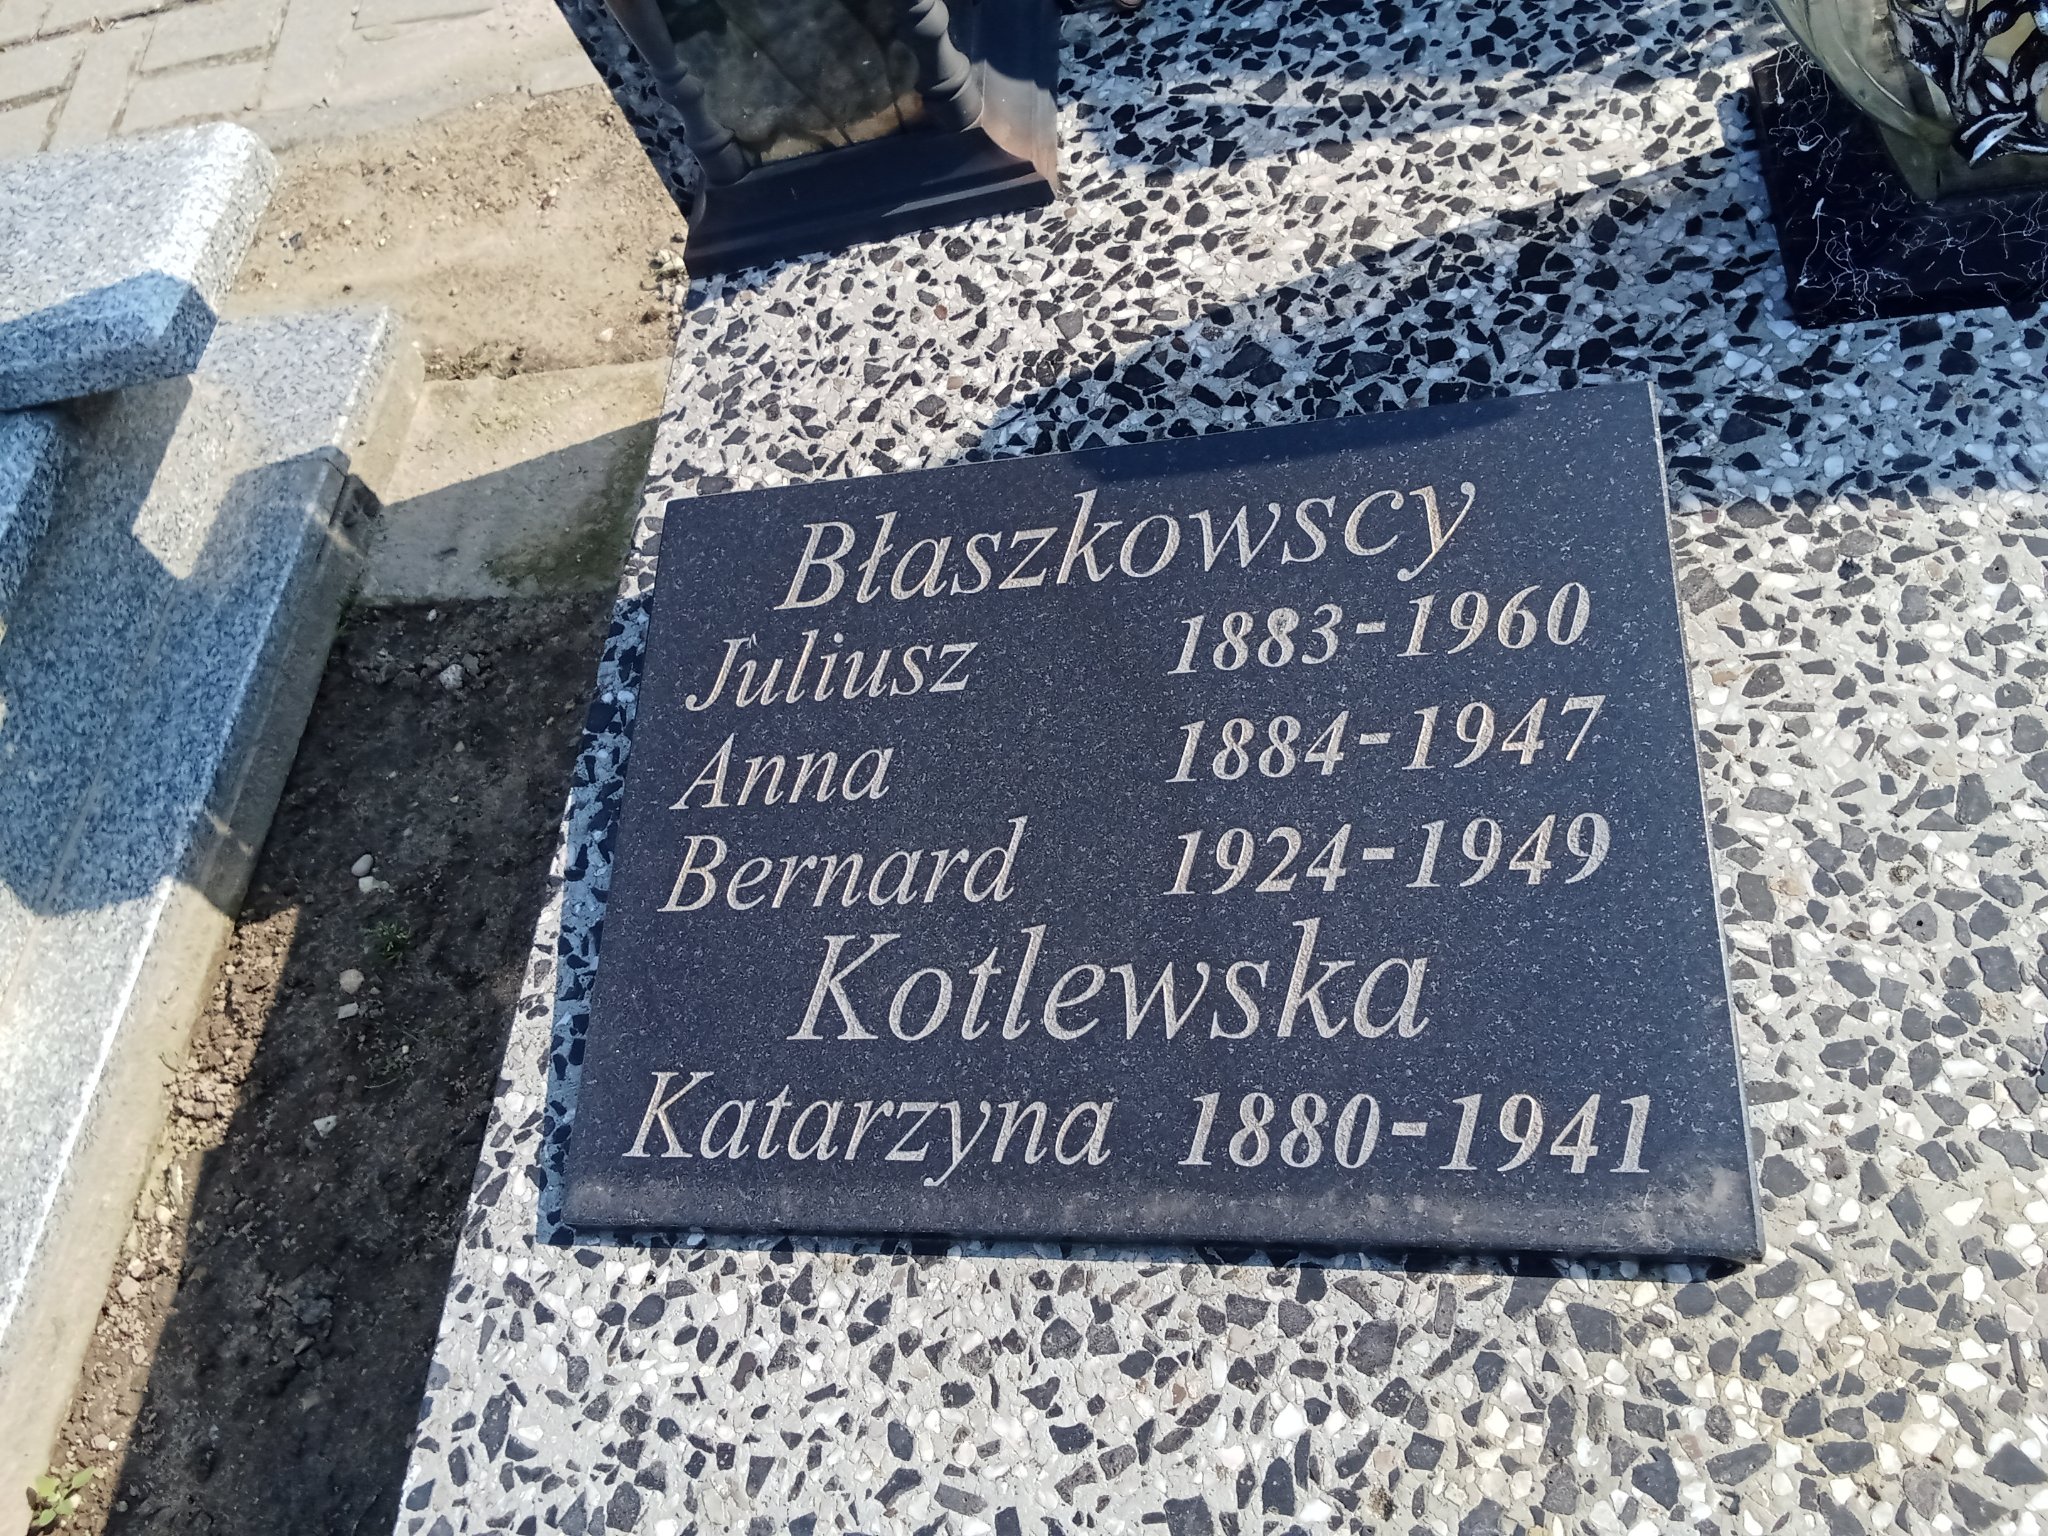 Błaszkowscy
Juliusz 1883-1960
Anna 1884-1947
Bernard 1924-1949
Kotlewska
Katarzyna 1880-1941